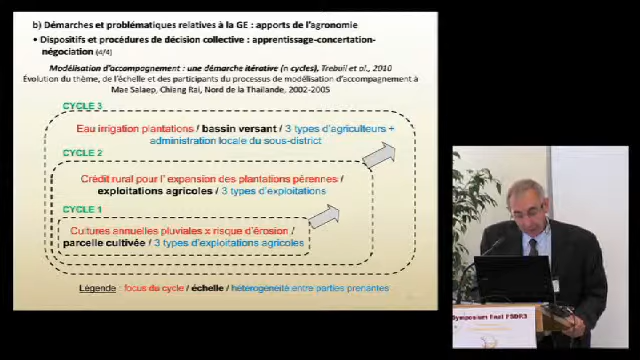 b) Démarches et problématiques relatives à la GE : apports de l'agronomie
• Dispositifs et procédures de décision collective : apprentissage-concertation-
négociation (4/4)
Modélisation d'accompagnement : une démarche itérative (n cycles), Trebuil et al., 2010
Évolution du thème, de l'échelle et des participants du processus de modélisation d'accompagnement à
Mae Salaep, Chiang Rai, Nord de la Thaïlande, 2002-2005
CYCLE 3
Eau irrigation plantations / bassin versant / 3 types d'agriculteurs +
administration locale du sous-district
CYCLE 2
Crédit rural pour l' expansion des plantations pérennes /
exploitations agricoles / 3 types d'exploitations
CYCLE 1
Cultures annuelles pluviales x risque d'érosion /
parcelle cultivée / 3 types d'exploitations agricoles
Légende : focus du cycle / échelle / hétérogénéité entre parties prenantes
Symposium Final PSDR3